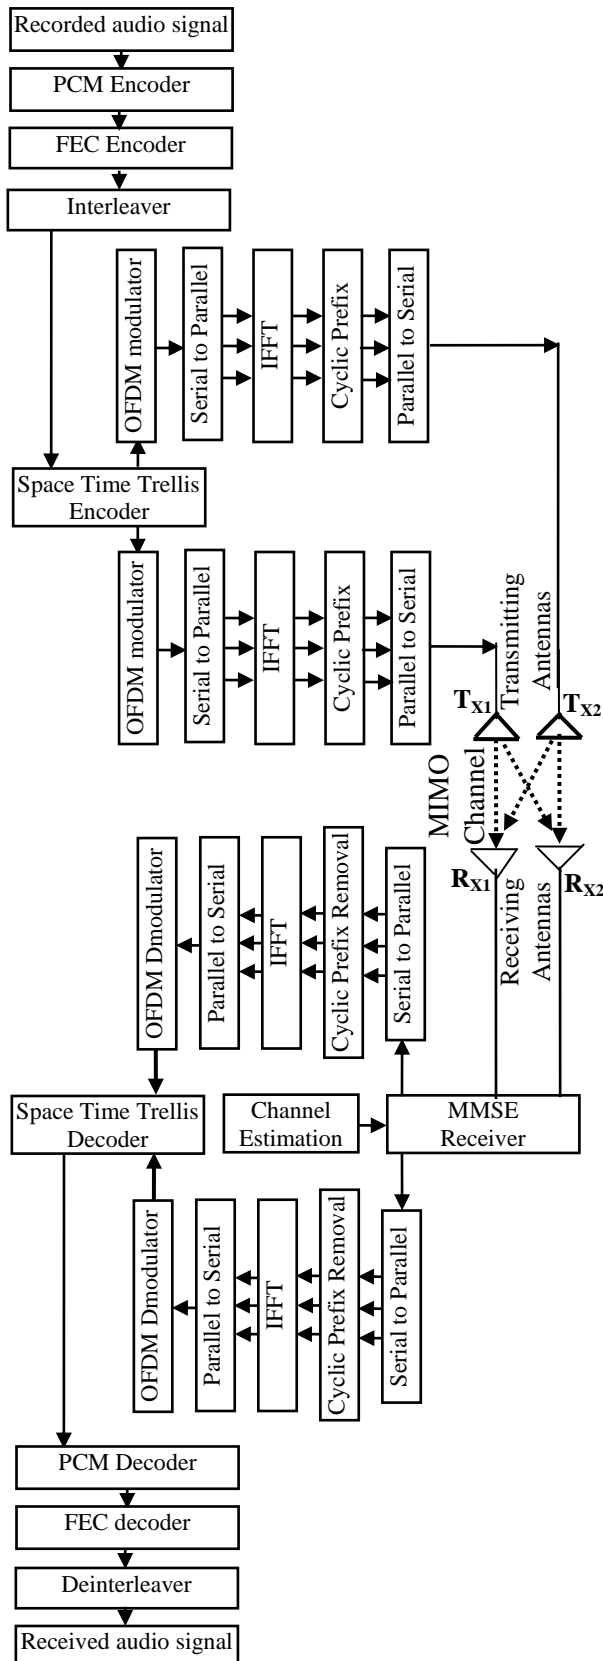 Recorded audio signal
PCM Encoder
FEC Encoder
Interleaver
OFDM modulator
Serial to Parallel
IFFT
Cyclic Prefix
Parallel to Serial
Space Time Trellis
Encoder
OFDM modulator
Serial to Parallel
IFFT
Cyclic Prefix
Parallel to Serial
Transmitting
Antennas
TX1
TX2
MIMO
Channel
RX1
RX2
Receiving
Antennas
OFDM Dmodulator
Parallel to Serial
IFFT
Cyclic Prefix Removal
Serial to Parallel
Space Time Trellis
Decoder
Channel
Estimation
MMSE
Receiver
OFDM Dmodulator
Parallel to Serial
IFFT
Cyclic Prefix Removal
Serial to Parallel
PCM Decoder
FEC decoder
Deinterleaver
Received audio signal